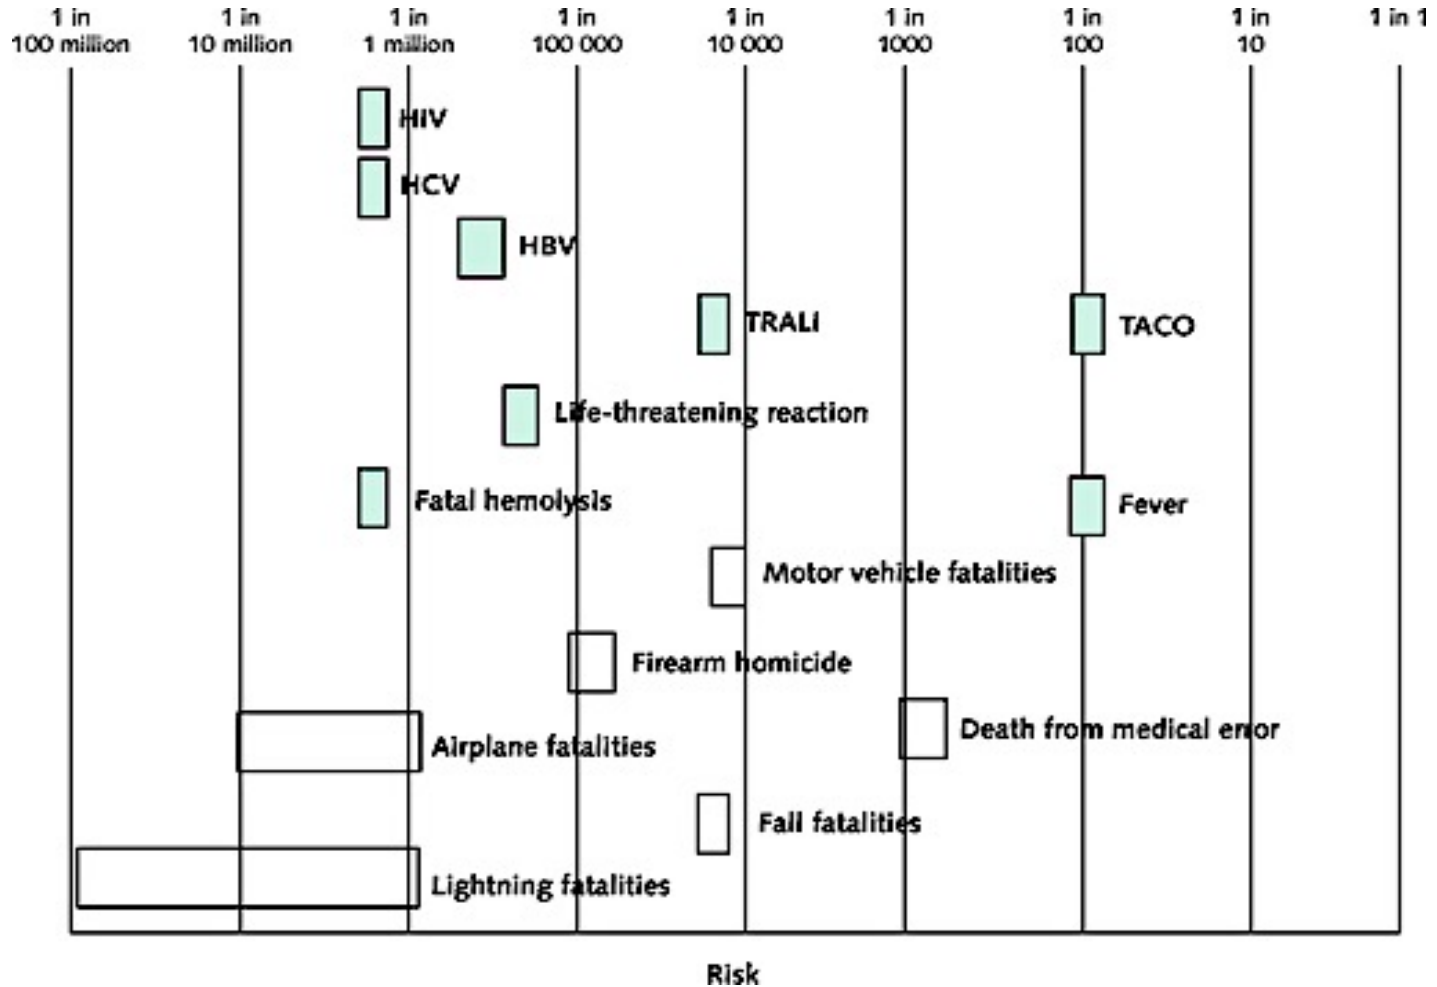 1 in
100 million
1 in
10 million
1 in
1 million
1 in
100 000
1 in
10 000
1 in
1000
1 in
100
1 in
10
1 in 1
HIV
HCV
HBV
TRALI
TACO
Life-threatening reaction
Fatal hemolysis
Fever
Motor vehicle fatalities
Firearm homicide
Death from medical error
Airplane fatalities
Fall fatalities
Lightning fatalities
Risk